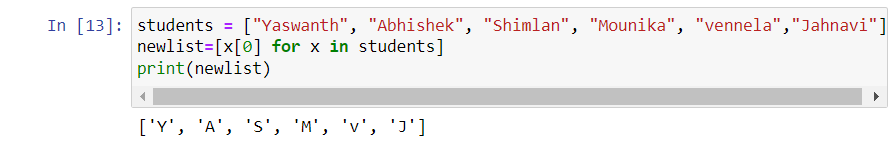 In [13]: students = ["Yaswanth", "Abhishek", "Shimlan", "Mounika", "vennela","Jahnavi"]
newlist=[x[0] for x in students]
print(newlist)
['Y', 'A', 'S', 'M', 'v', 'J']